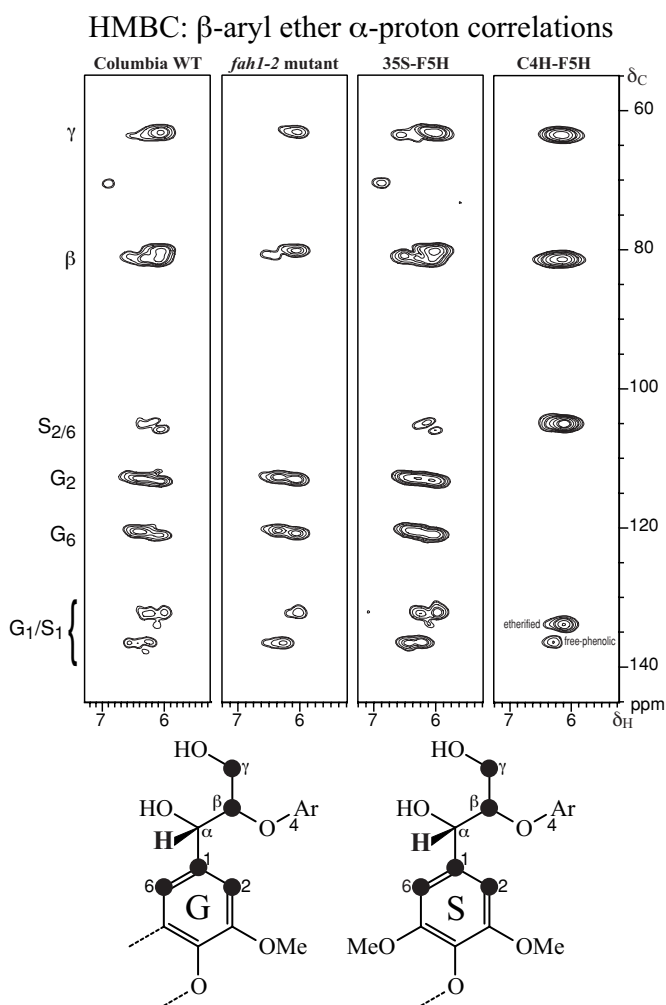 HMBC: β-aryl ether α-proton correlations
Columbia WT
fah1-2 mutant
35S-F5H
C4H-F5H
δC
γ
60
β
80
100
S2/6
G2
G6
120
G1/S1
etherified
free-phenolic
140
ppm
7 6
7 6
7 6
7 6
δH
HO
γ
β
HO
Ar
O
4
α
H
1
6
2
G
OMe
O
HO
γ
β
HO
Ar
O
4
α
H
1
6
2
S
MeO
OMe
O